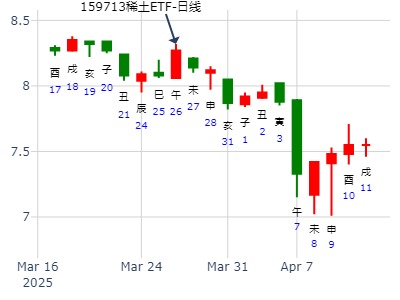 159713稀土ETF-日线
8.5
8
7.5
7
酉
17
戌
18
亥
19
子
20
丑
21
辰
24
巳
25
午
26
未
27
申
28
亥
31
子
1
丑
2
寅
3
午
7
未
8
申
9
酉
10
戌
11
Mar 16
2025
Mar 24
Mar 31
Apr 7